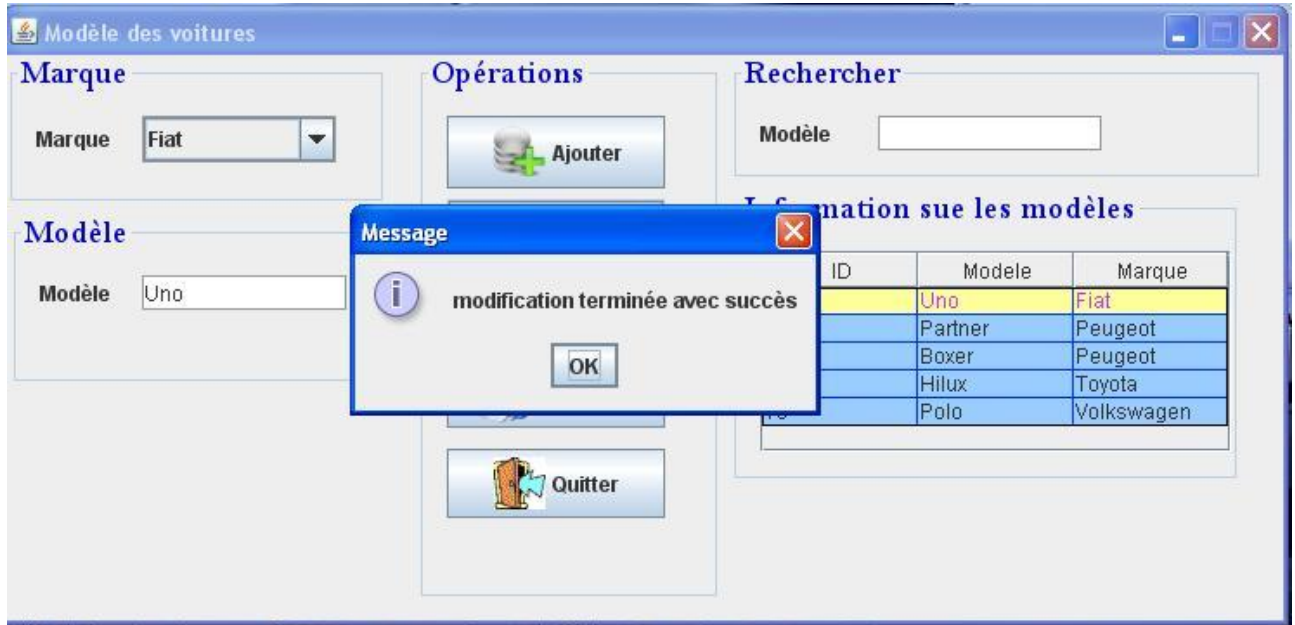 Modèle des voitures
Marque
Marque Fiat
Modèle
Modèle Uno
Opérations
Ajouter
Quitter
Rechercher
Modèle
sue les modèles
ID Modele Marque
Uno Fiat
Partner Peugeot
Boxer Peugeot
Hilux Toyota
Polo Volkswagen
Message
modification terminée avec succès
OK